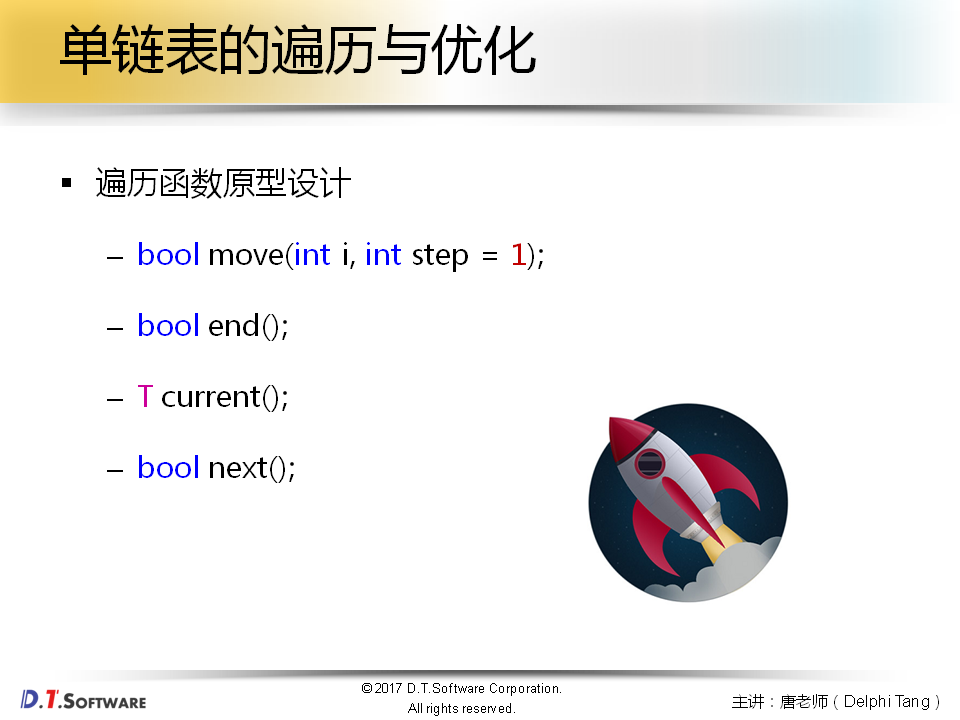 单链表的遍历与优化
▪ 遍历函数原型设计
– bool move(int i, int step = 1);
– bool end();
– T current();
– bool next();
D.T.SOFTWARE
©2017 D.T.Software Corporation.
All rights reserved.
主讲：唐老师（Delphi Tang）